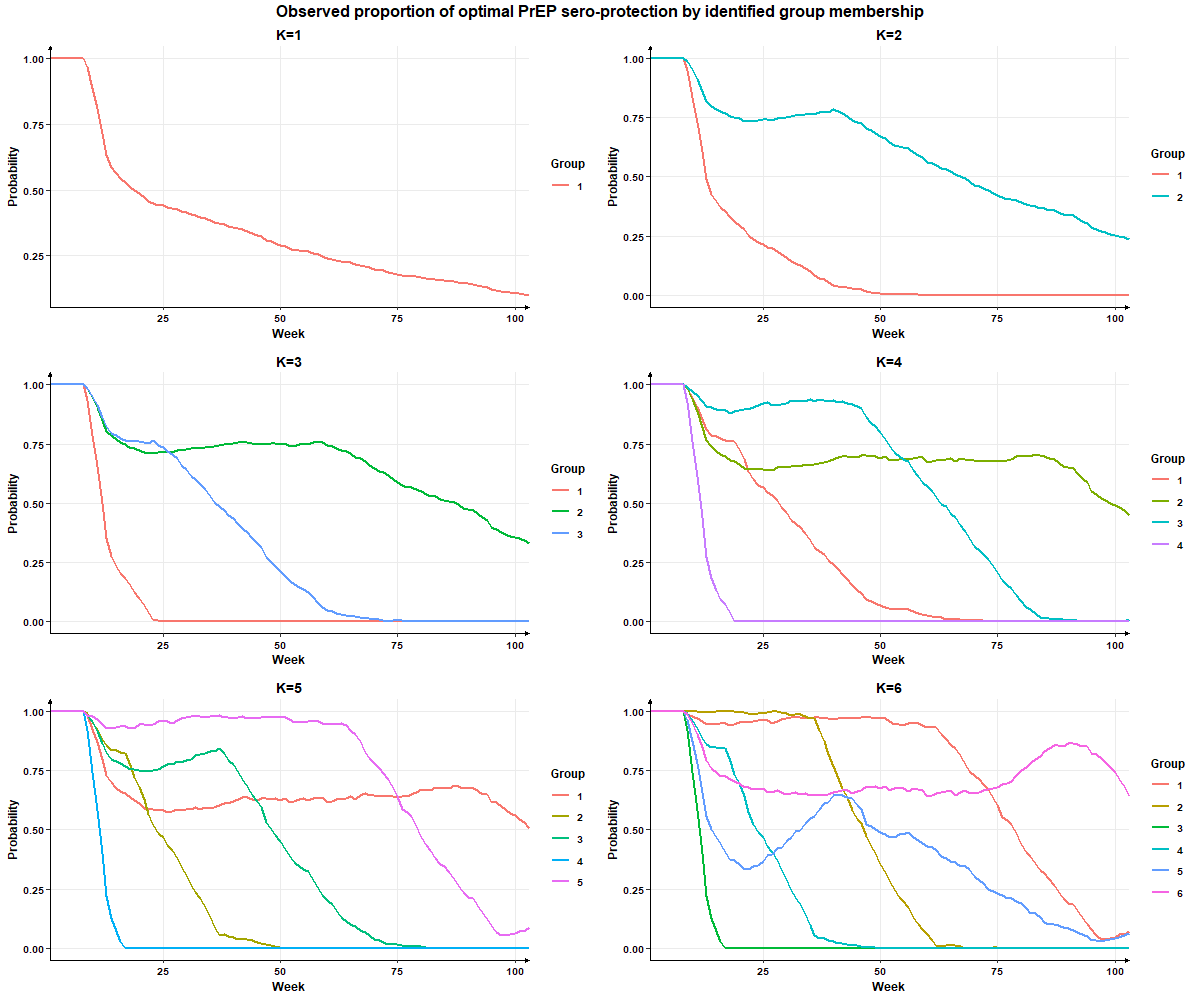 Observed proportion of optimal PrEP sero-protection by identified group membership
K=1
Probability
1.00
0.75
0.50
0.25
25
50
75
100
Week
Group
1
K=2
Probability
1.00
0.75
0.50
0.25
0.00
25
50
75
100
Week
Group
1
2
K=3
Probability
1.00
0.75
0.50
0.25
0.00
25
50
75
100
Week
Group
1
2
3
K=4
Probability
1.00
0.75
0.50
0.25
0.00
25
50
75
100
Week
Group
1
2
3
4
K=5
Probability
1.00
0.75
0.50
0.25
0.00
25
50
75
100
Week
Group
1
2
3
4
5
K=6
Probability
1.00
0.75
0.50
0.25
0.00
25
50
75
100
Week
Group
1
2
3
4
5
6